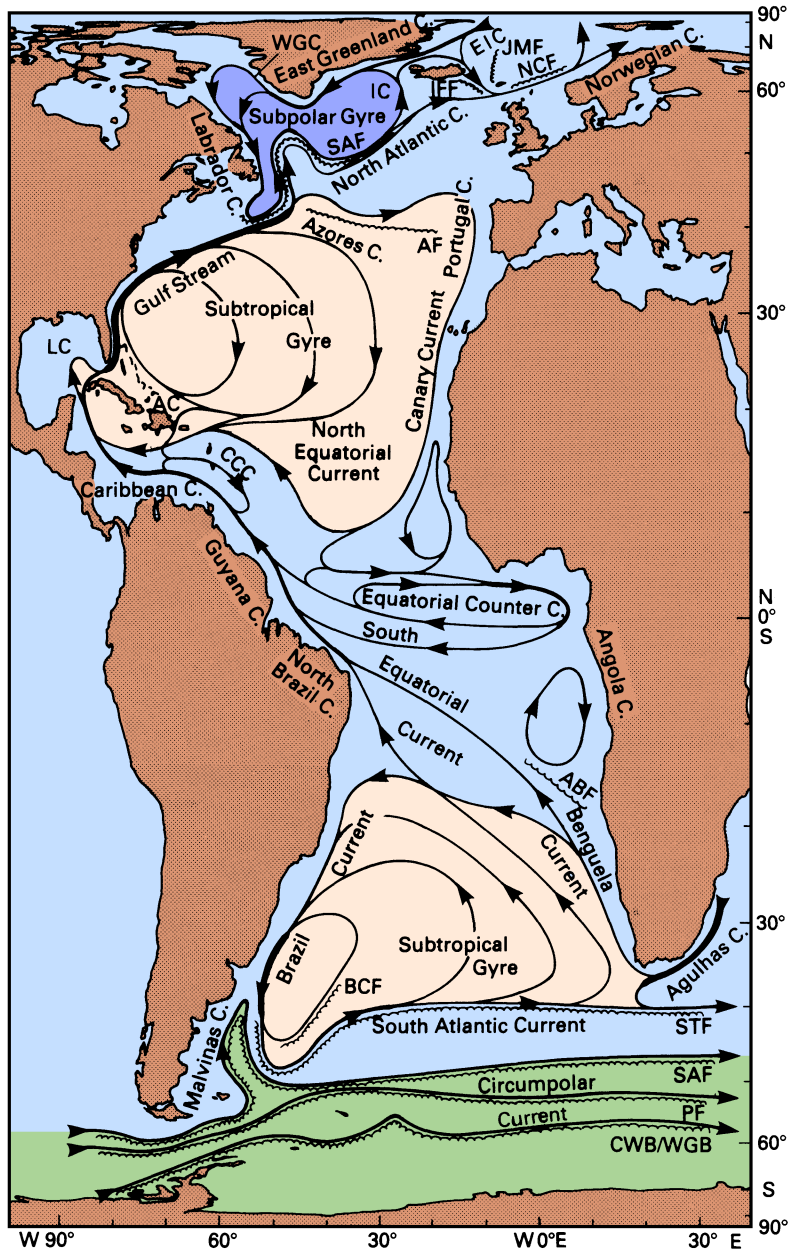 90°
N
WGC
East Greenland C.
EIC
JMF
NCF
Norwegian C.
IC
IFF
60°
Subpolar Gyre
SAF
Labrador C.
North Atlantic C.
Azores C.
AF
Portugal C.
Gulf Stream
Subtropical
Gyre
30°
LC
Canary Current
AC
North
Equatorial
Current
CCC
Caribbean C.
Guyana C.
Equatorial Counter C.
N
0°
S
South
Equatorial
Current
North
Brazil C.
Angola C.
ABF
Benguela
Current
Current
Brazil
30°
Subtropical
Gyre
Agulhas C.
BCF
South Atlantic Current
STF
Malvinas C.
SAF
Circumpolar
PF
Current
CWB/WGB
60°
S
90°
W 90°
60°
30°
W 0°E
30°
E